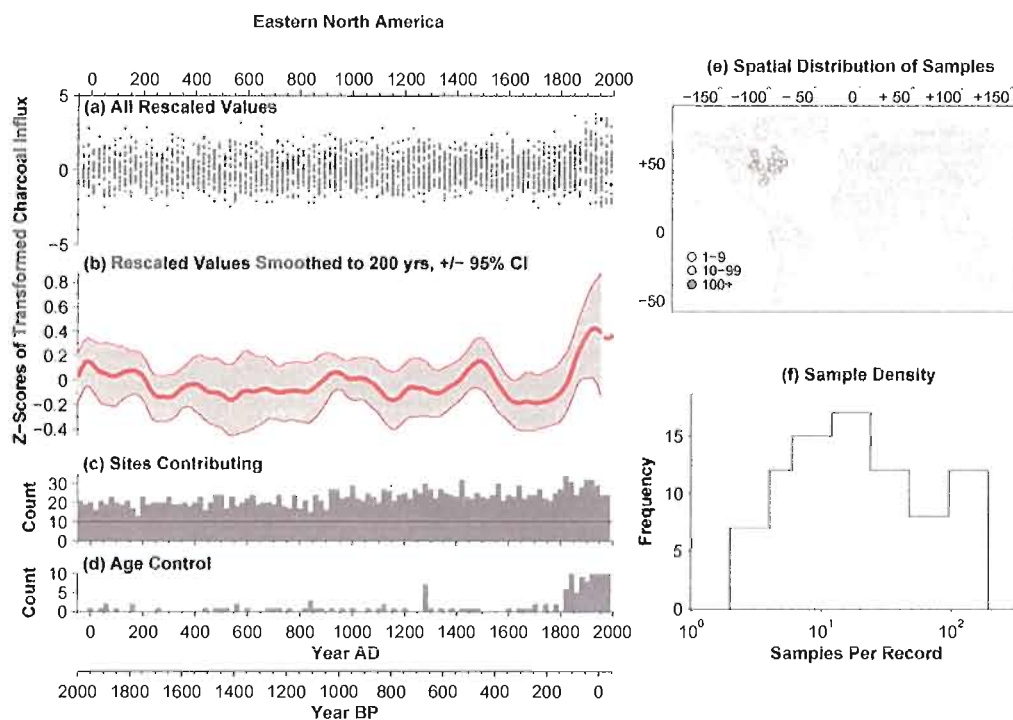 Eastern North America
0 200 400 600 800 1000 1200 1400 1600 1800 2000
(a) All Rescaled Values
5
0
−5
Z−Scores of Transformed Charcoal Influx
(b) Rescaled Values Smoothed to 200 yrs, +/− 95% CI
0.8
0.6
0.4
0.2
0
−0.2
−0.4
(c) Sites Contributing
30
20
10
0
Count
(d) Age Control
10
5
0
Count
0 200 400 600 800 1000 1200 1400 1600 1800 2000
Year AD
2000 1800 1600 1400 1200 1000 800 600 400 200 0
Year BP
(e) Spatial Distribution of Samples
−150° −100° −50° 0° +50° +100° +150°
+50
0
−50
1−9
10−99
100+
(f) Sample Density
15
10
5
0
Frequency
10⁰ 10¹ 10²
Samples Per Record